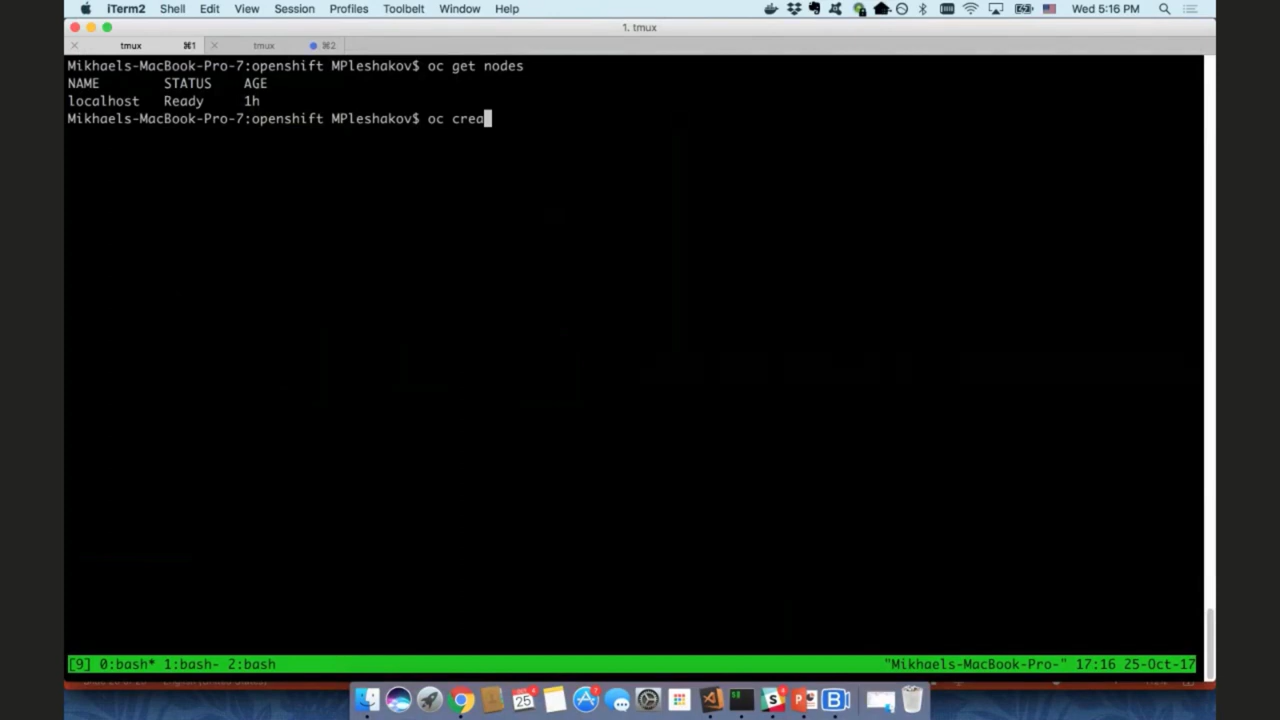 iTerm2 Shell Edit View Session Profiles Toolbelt Window Help Wed 5:16 PM
1. tmux
tmux ⌘1 tmux ⌘2
Mikhaels-MacBook-Pro-7:openshift MPleshakov$ oc get nodes
NAME STATUS AGE
localhost Ready 1h
Mikhaels-MacBook-Pro-7:openshift MPleshakov$ oc crea
[9] 0:bash* 1:bash- 2:bash "Mikhaels-MacBook-Pro-" 17:16 25-Oct-17
25